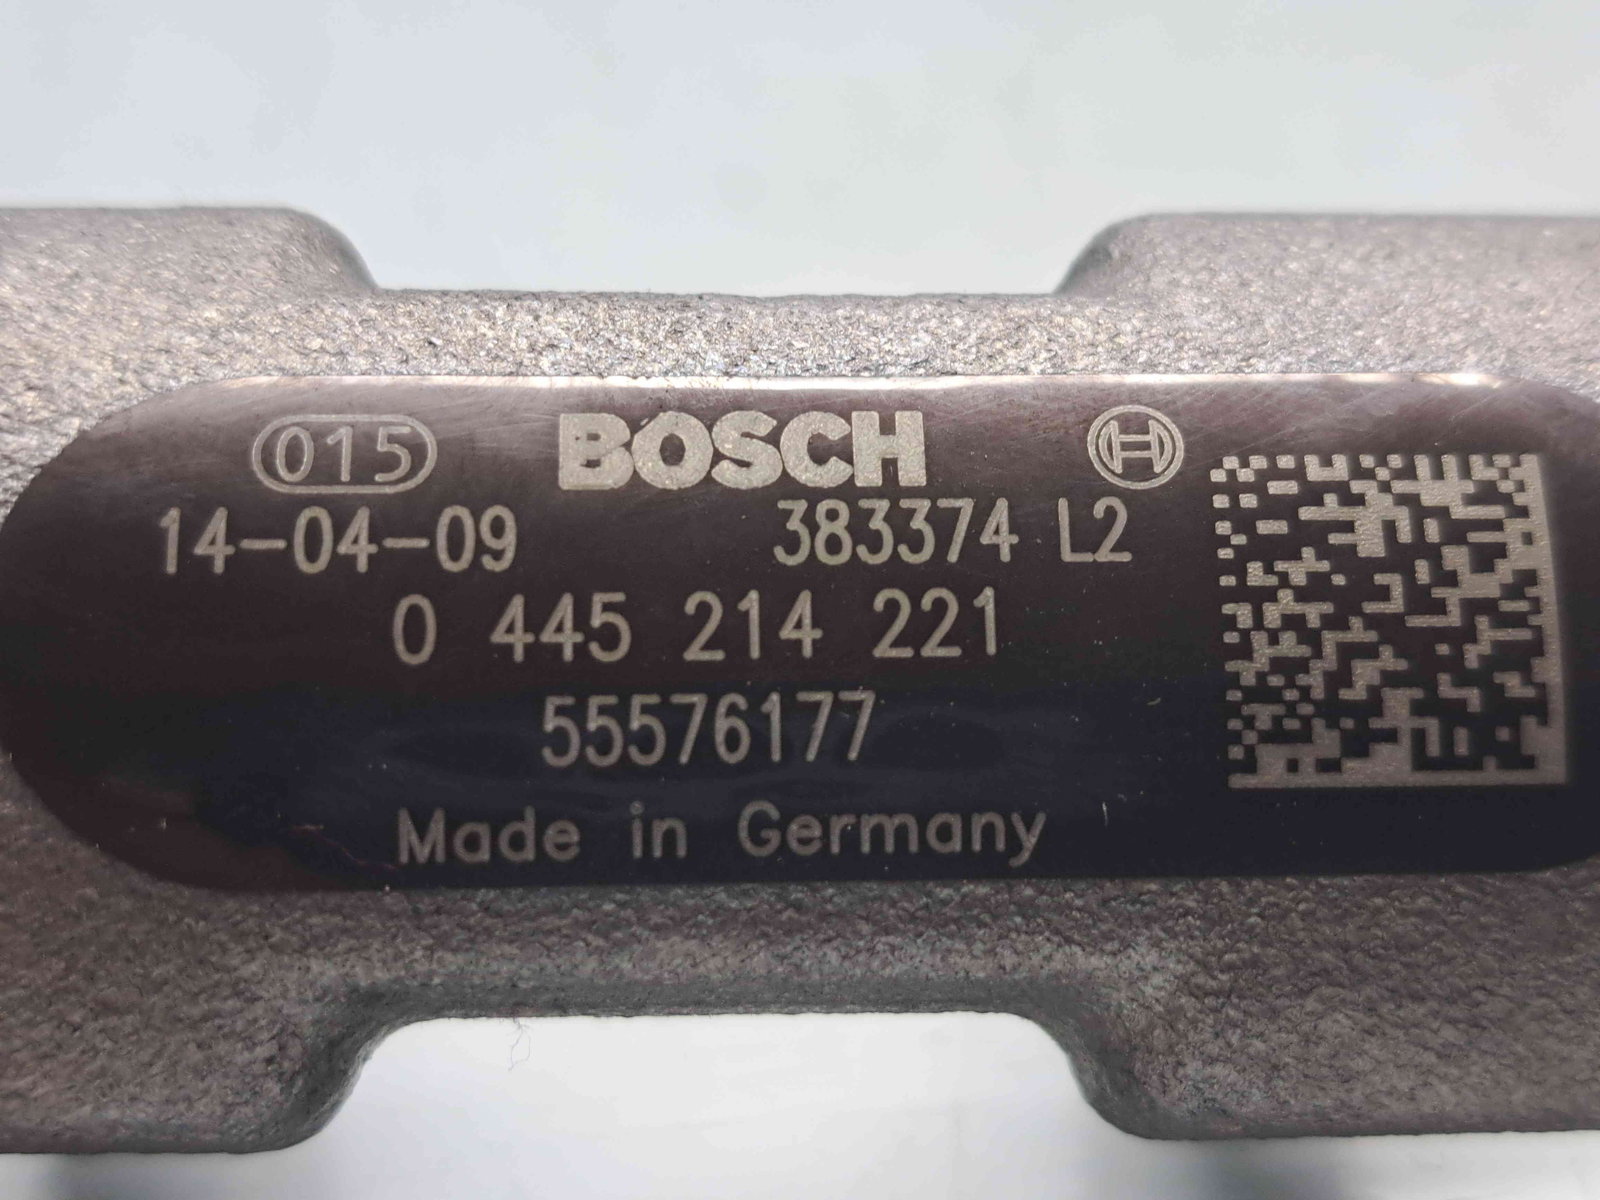 015 BOSCH
14-04-09 383374 L2
0 445 214 221
55576177
Made in Germany